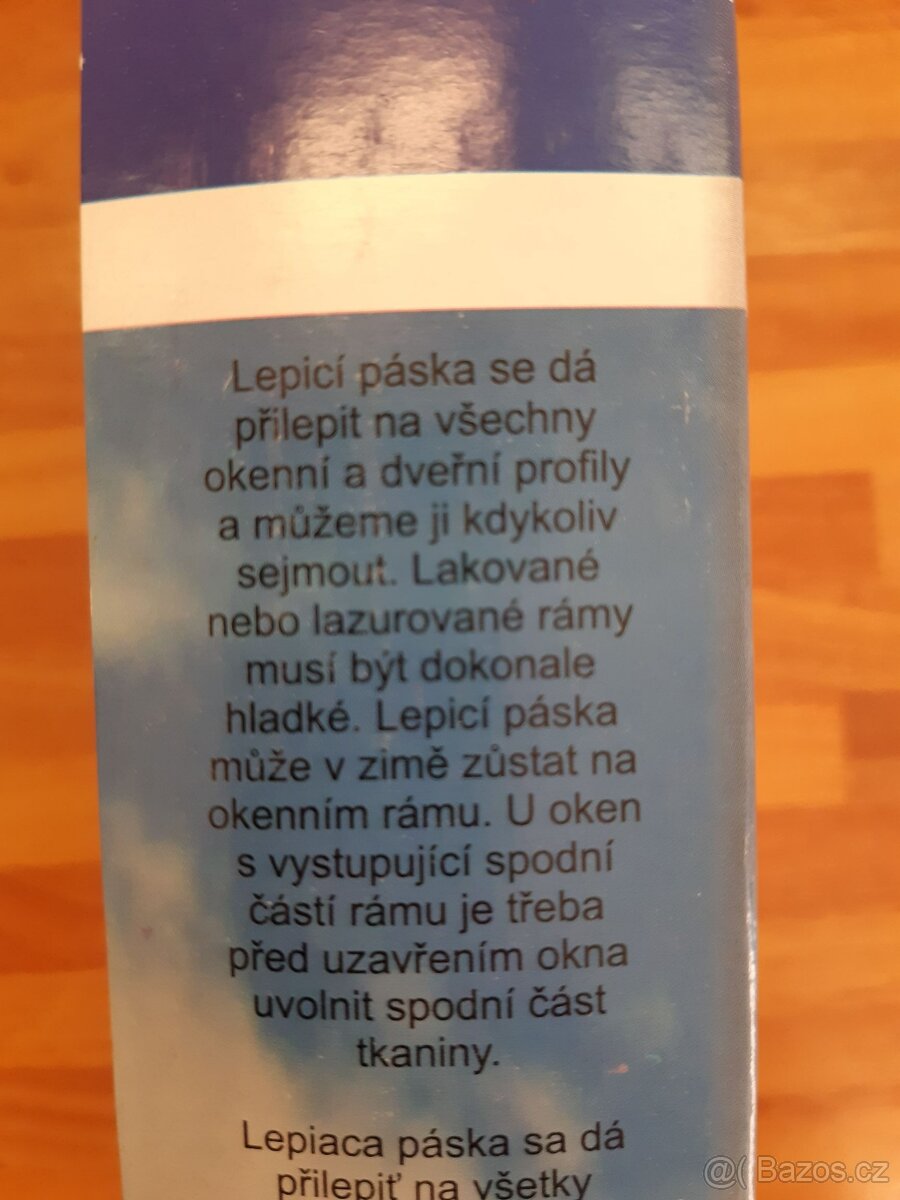 Lepicí páska se dá
přilepit na všechny
okenní a dveřní profily
a můžeme ji kdykoliv
sejmout. Lakované
nebo lazurované rámy
musí být dokonale
hladké. Lepicí páska
může v zimě zůstat na
okenním rámu. U oken
s vystupující spodní
částí rámu je třeba
před uzavřením okna
uvolnit spodní část
tkaniny.
Lepiaca páska sa dá
přilepiť na všetky
@( Bazos.cz